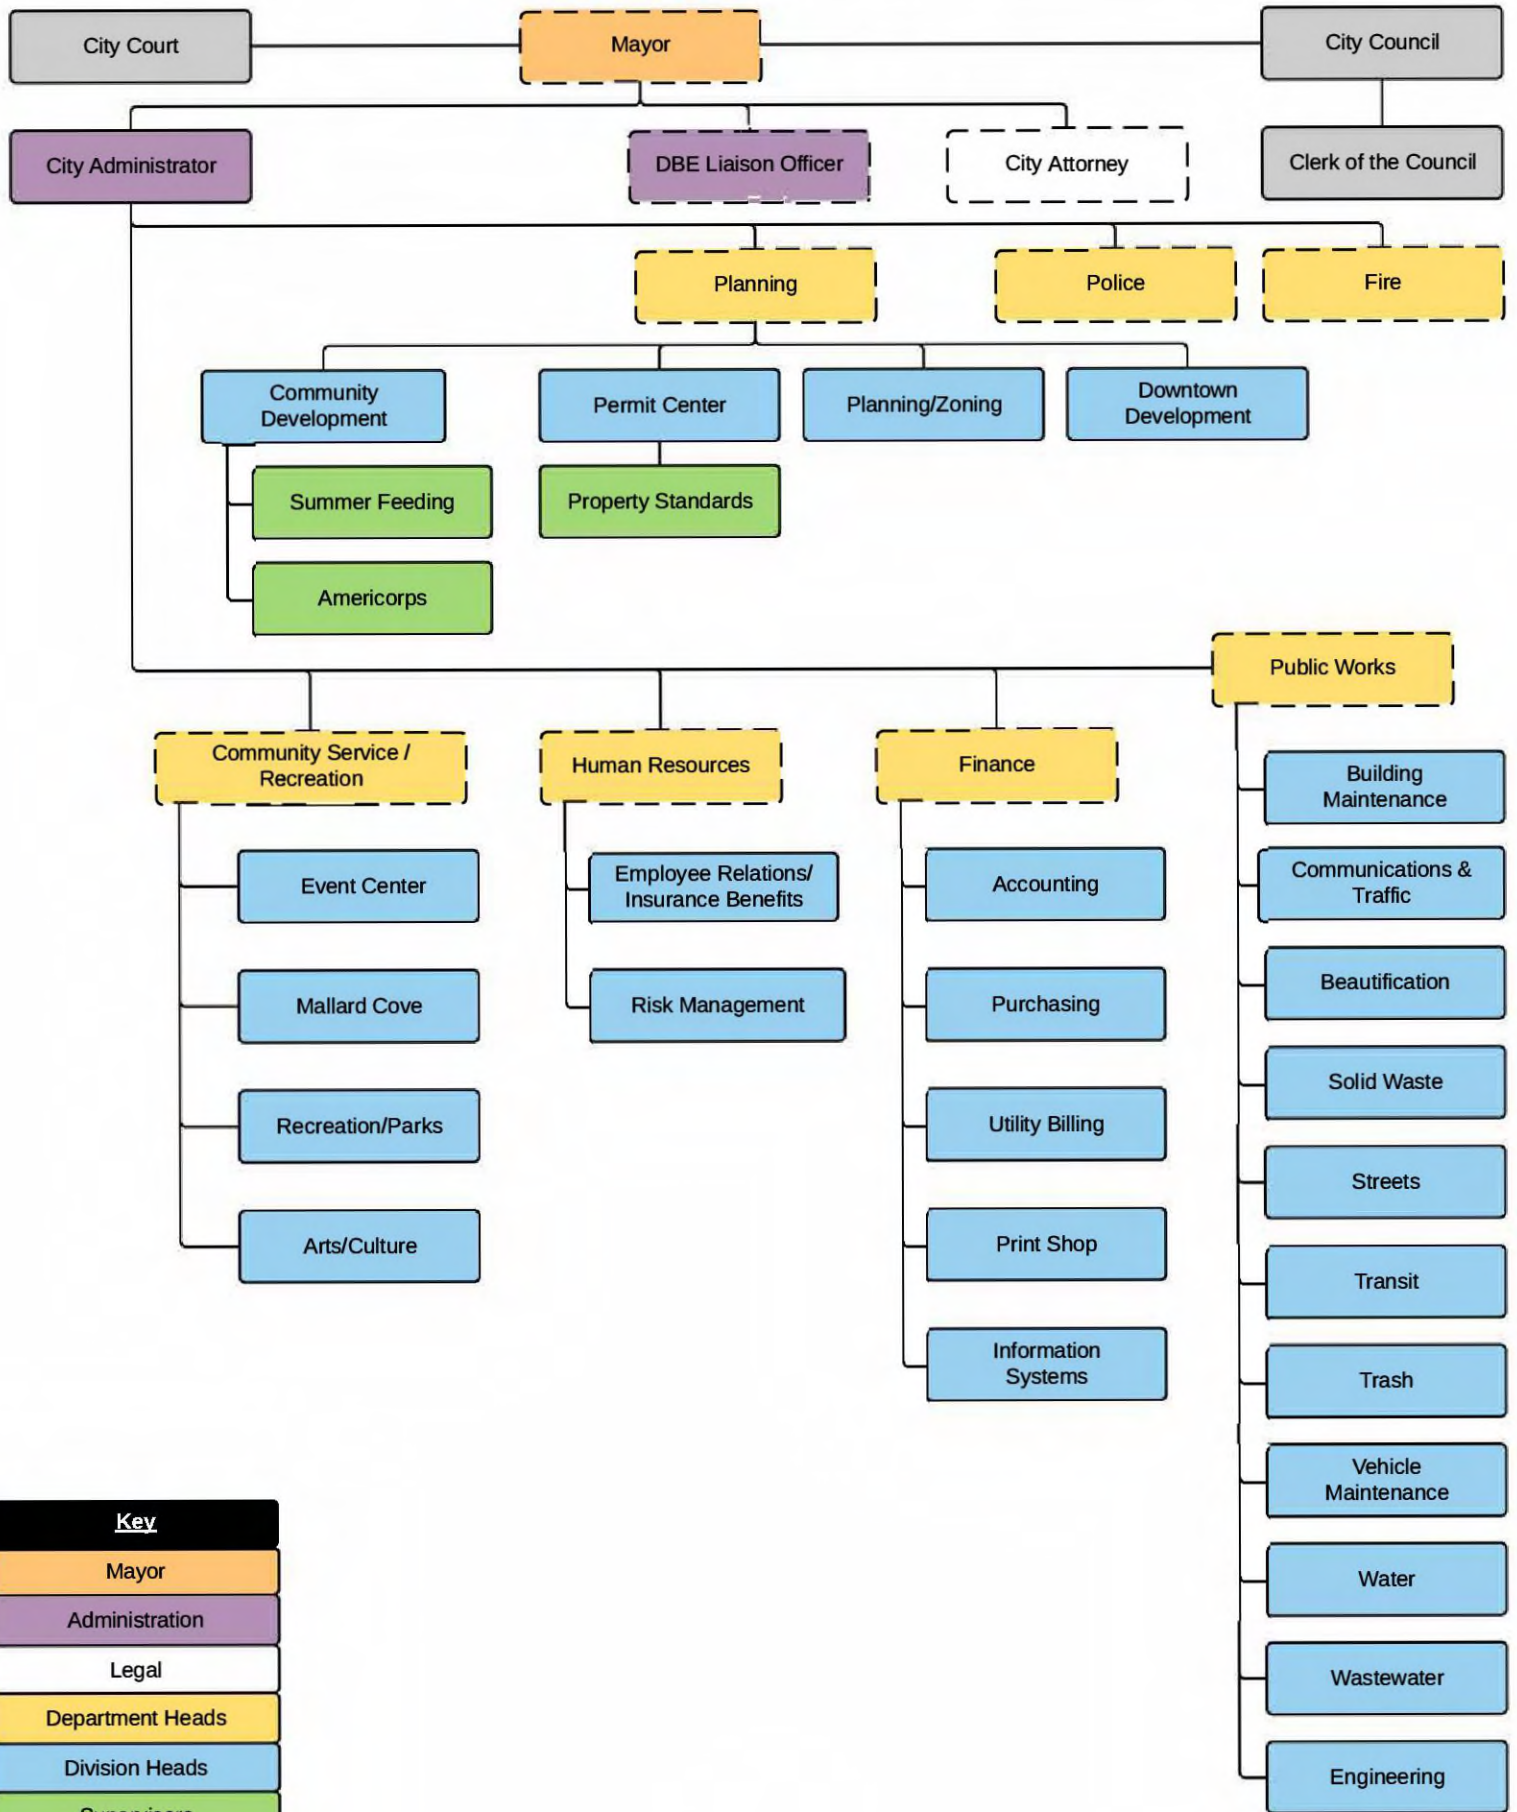 City Court
Mayor
City Council
City Administrator
DBE Liaison Officer
City Attorney
Clerk of the Council
Planning
Police
Fire
Community
Development
Permit Center
Planning/Zoning
Downtown
Development
Summer Feeding
Property Standards
Americorps
Public Works
Community Service /
Recreation
Human Resources
Finance
Building
Maintenance
Event Center
Employee Relations/
Insurance Benefits
Accounting
Communications &
Traffic
Mallard Cove
Risk Management
Purchasing
Beautification
Recreation/Parks
Utility Billing
Solid Waste
Arts/Culture
Print Shop
Streets
Information
Systems
Transit
Trash
Vehicle
Maintenance
Water
Wastewater
Engineering
Key
Mayor
Administration
Legal
Department Heads
Division Heads